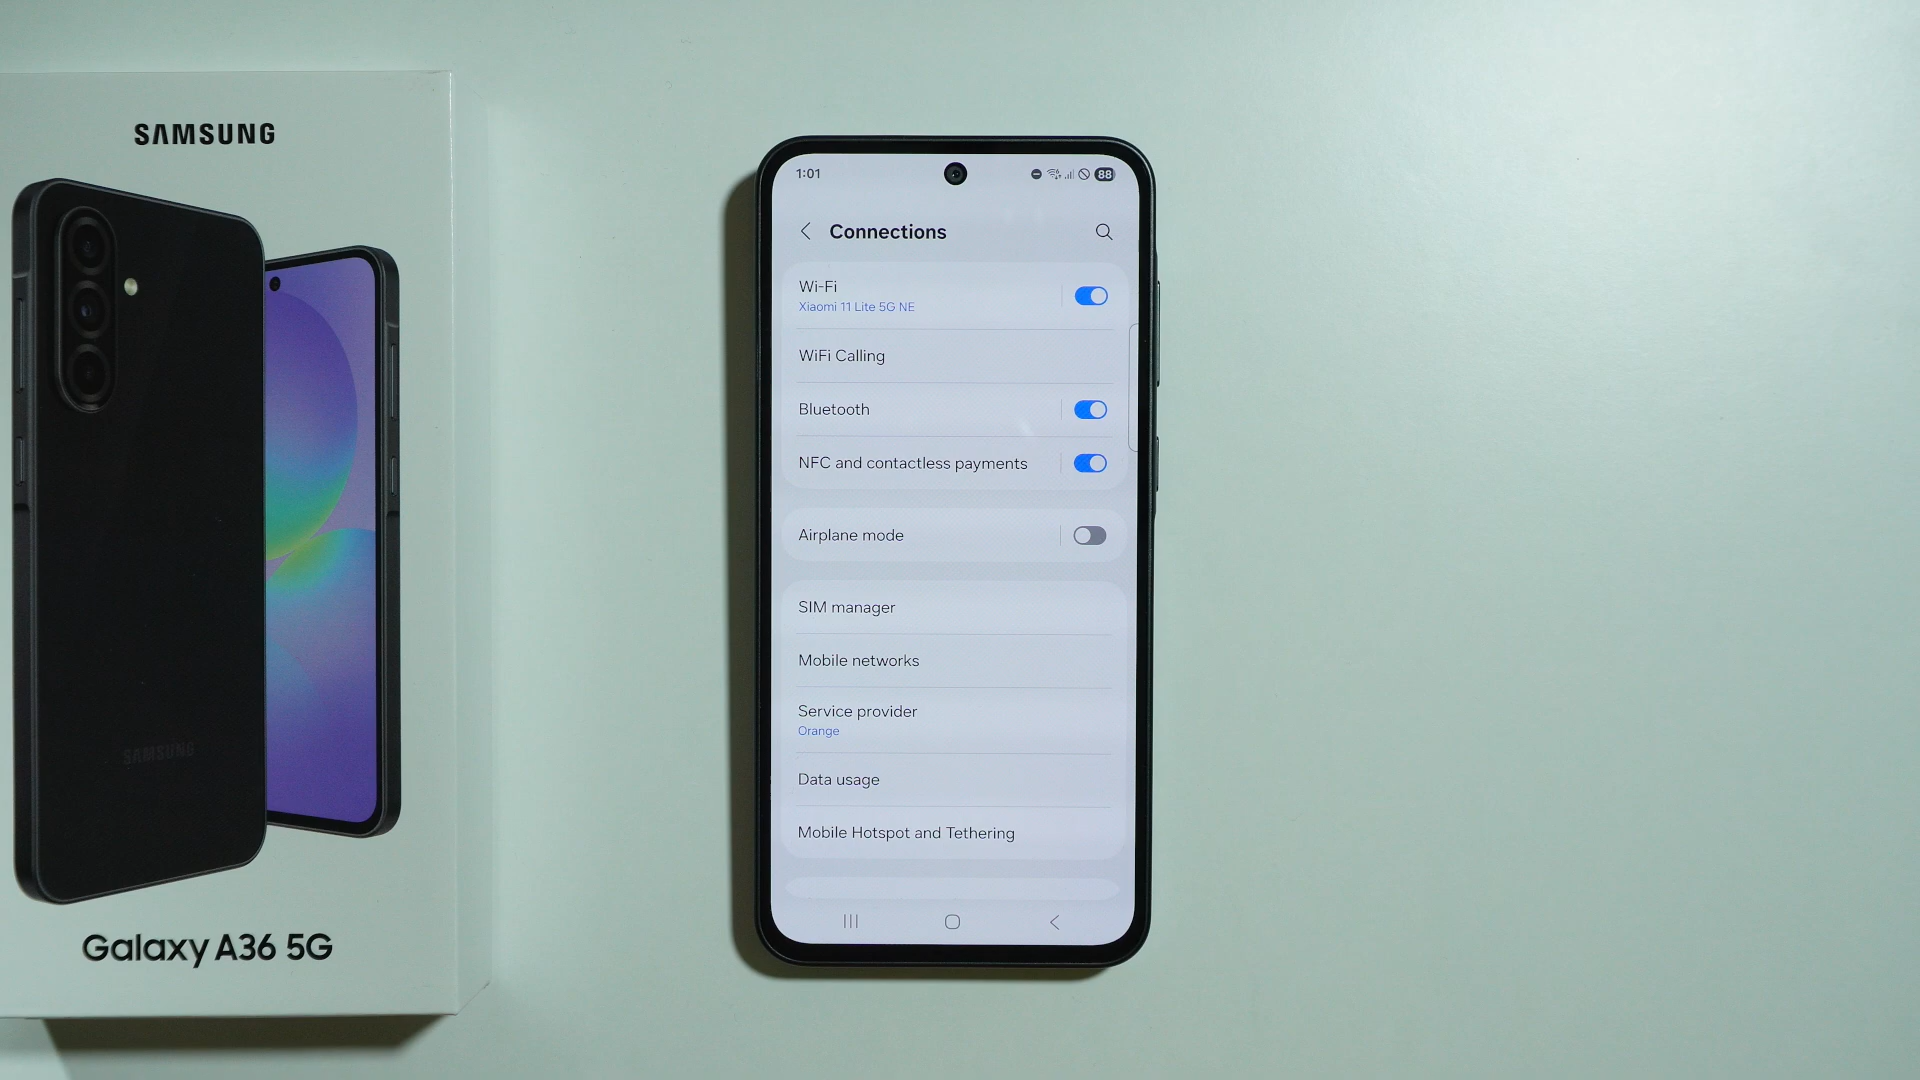 SAMSUNG
SAMSUNG
Galaxy A36 5G
1:01
88
Connections
Wi-Fi
Xiaomi 11 Lite 5G NE
WiFi Calling
Bluetooth
NFC and contactless payments
Airplane mode
SIM manager
Mobile networks
Service provider
Orange
Data usage
Mobile Hotspot and Tethering